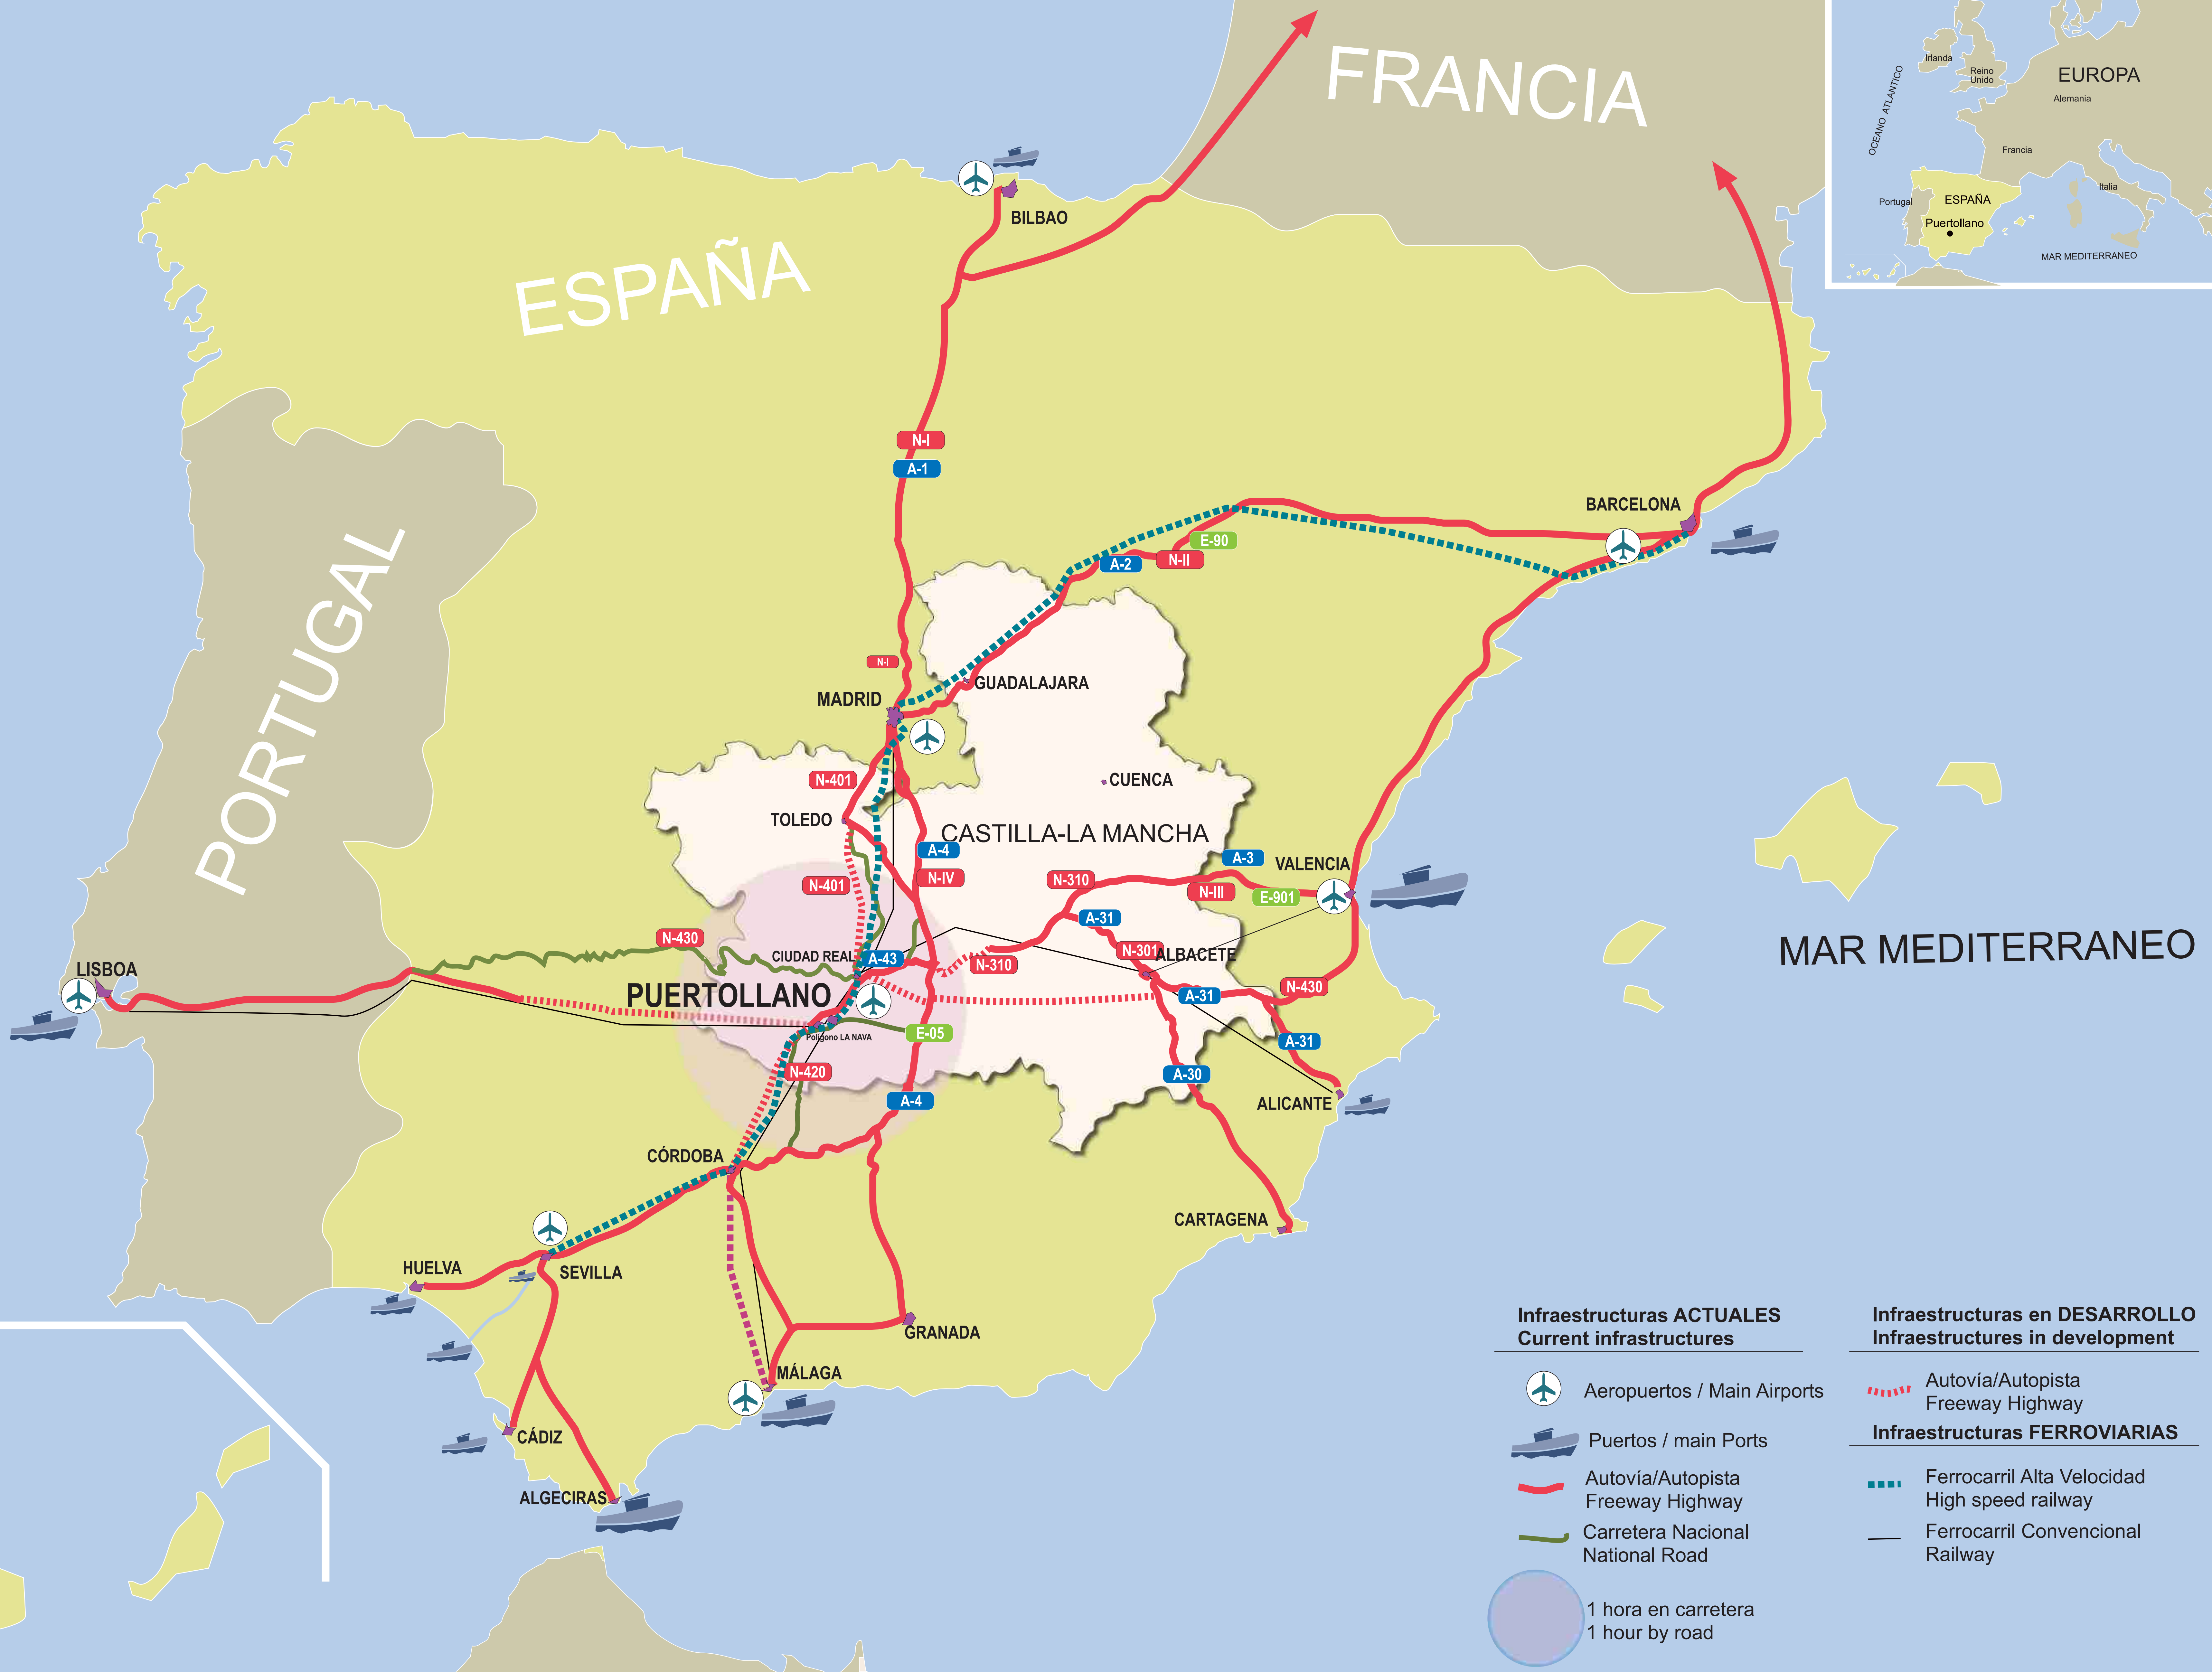 FRANCIA
ESPAÑA
PORTUGAL
MAR MEDITERRANEO
Irlanda
Reino
Unido
EUROPA
Alemania
OCEANO ATLANTICO
Francia
Italia
Portugal
ESPAÑA
Puertollano
MAR MEDITERRANEO
BILBAO
N-I
A-1
BARCELONA
E-90
N-II
A-2
N-I
GUADALAJARA
MADRID
N-401
CUENCA
TOLEDO
CASTILLA-LA MANCHA
A-4
N-IV
N-401
A-3
VALENCIA
N-310
N-III
E-901
A-31
N-430
N-301
ALBACETE
CIUDAD REAL
A-43
N-310
LISBOA
PUERTOLLANO
N-430
A-31
Polígono LA NAVA
E-05
A-31
N-420
A-30
A-4
ALICANTE
CÓRDOBA
CARTAGENA
HUELVA
SEVILLA
GRANADA
MÁLAGA
CÁDIZ
ALGECIRAS
Infraestructuras ACTUALES
Current infrastructures
Aeropuertos / Main Airports
Puertos / main Ports
Autovía/Autopista
Freeway Highway
Carretera Nacional
National Road
1 hora en carretera
1 hour by road
Infraestructuras en DESARROLLO
Infraestructures in development
Autovía/Autopista
Freeway Highway
Infraestructuras FERROVIARIAS
Ferrocarril Alta Velocidad
High speed railway
Ferrocarril Convencional
Railway